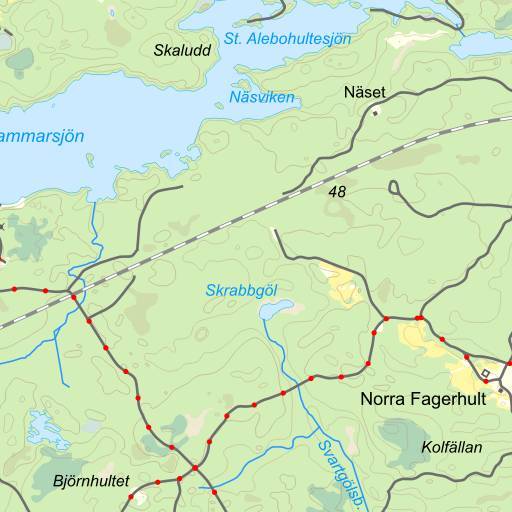 St. Alebohultesjön
Skaludd
Näset
Näsviken
ammarsjön
48
Skrabbgöl
Norra Fagerhult
Kolfällan
Svartgölsb.
Björnhultet